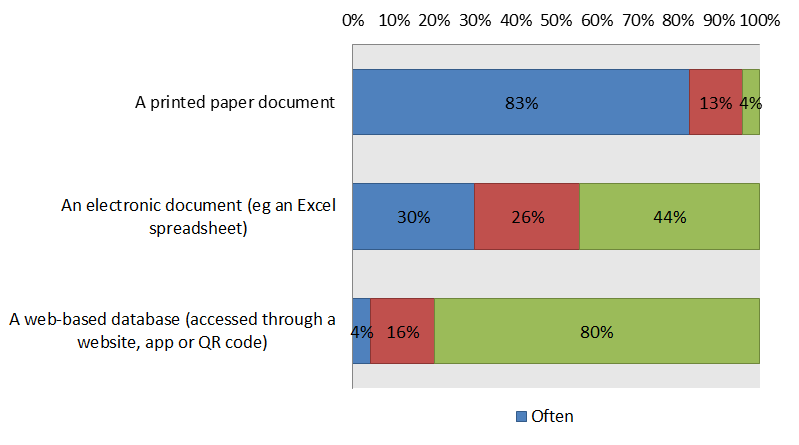 0% 10% 20% 30% 40% 50% 60% 70% 80% 90% 100%
A printed paper document
83% 13% 4%
An electronic document (eg an Excel
spreadsheet)
30% 26% 44%
A web-based database (accessed through a
website, app or QR code)
4% 16% 80%
Often